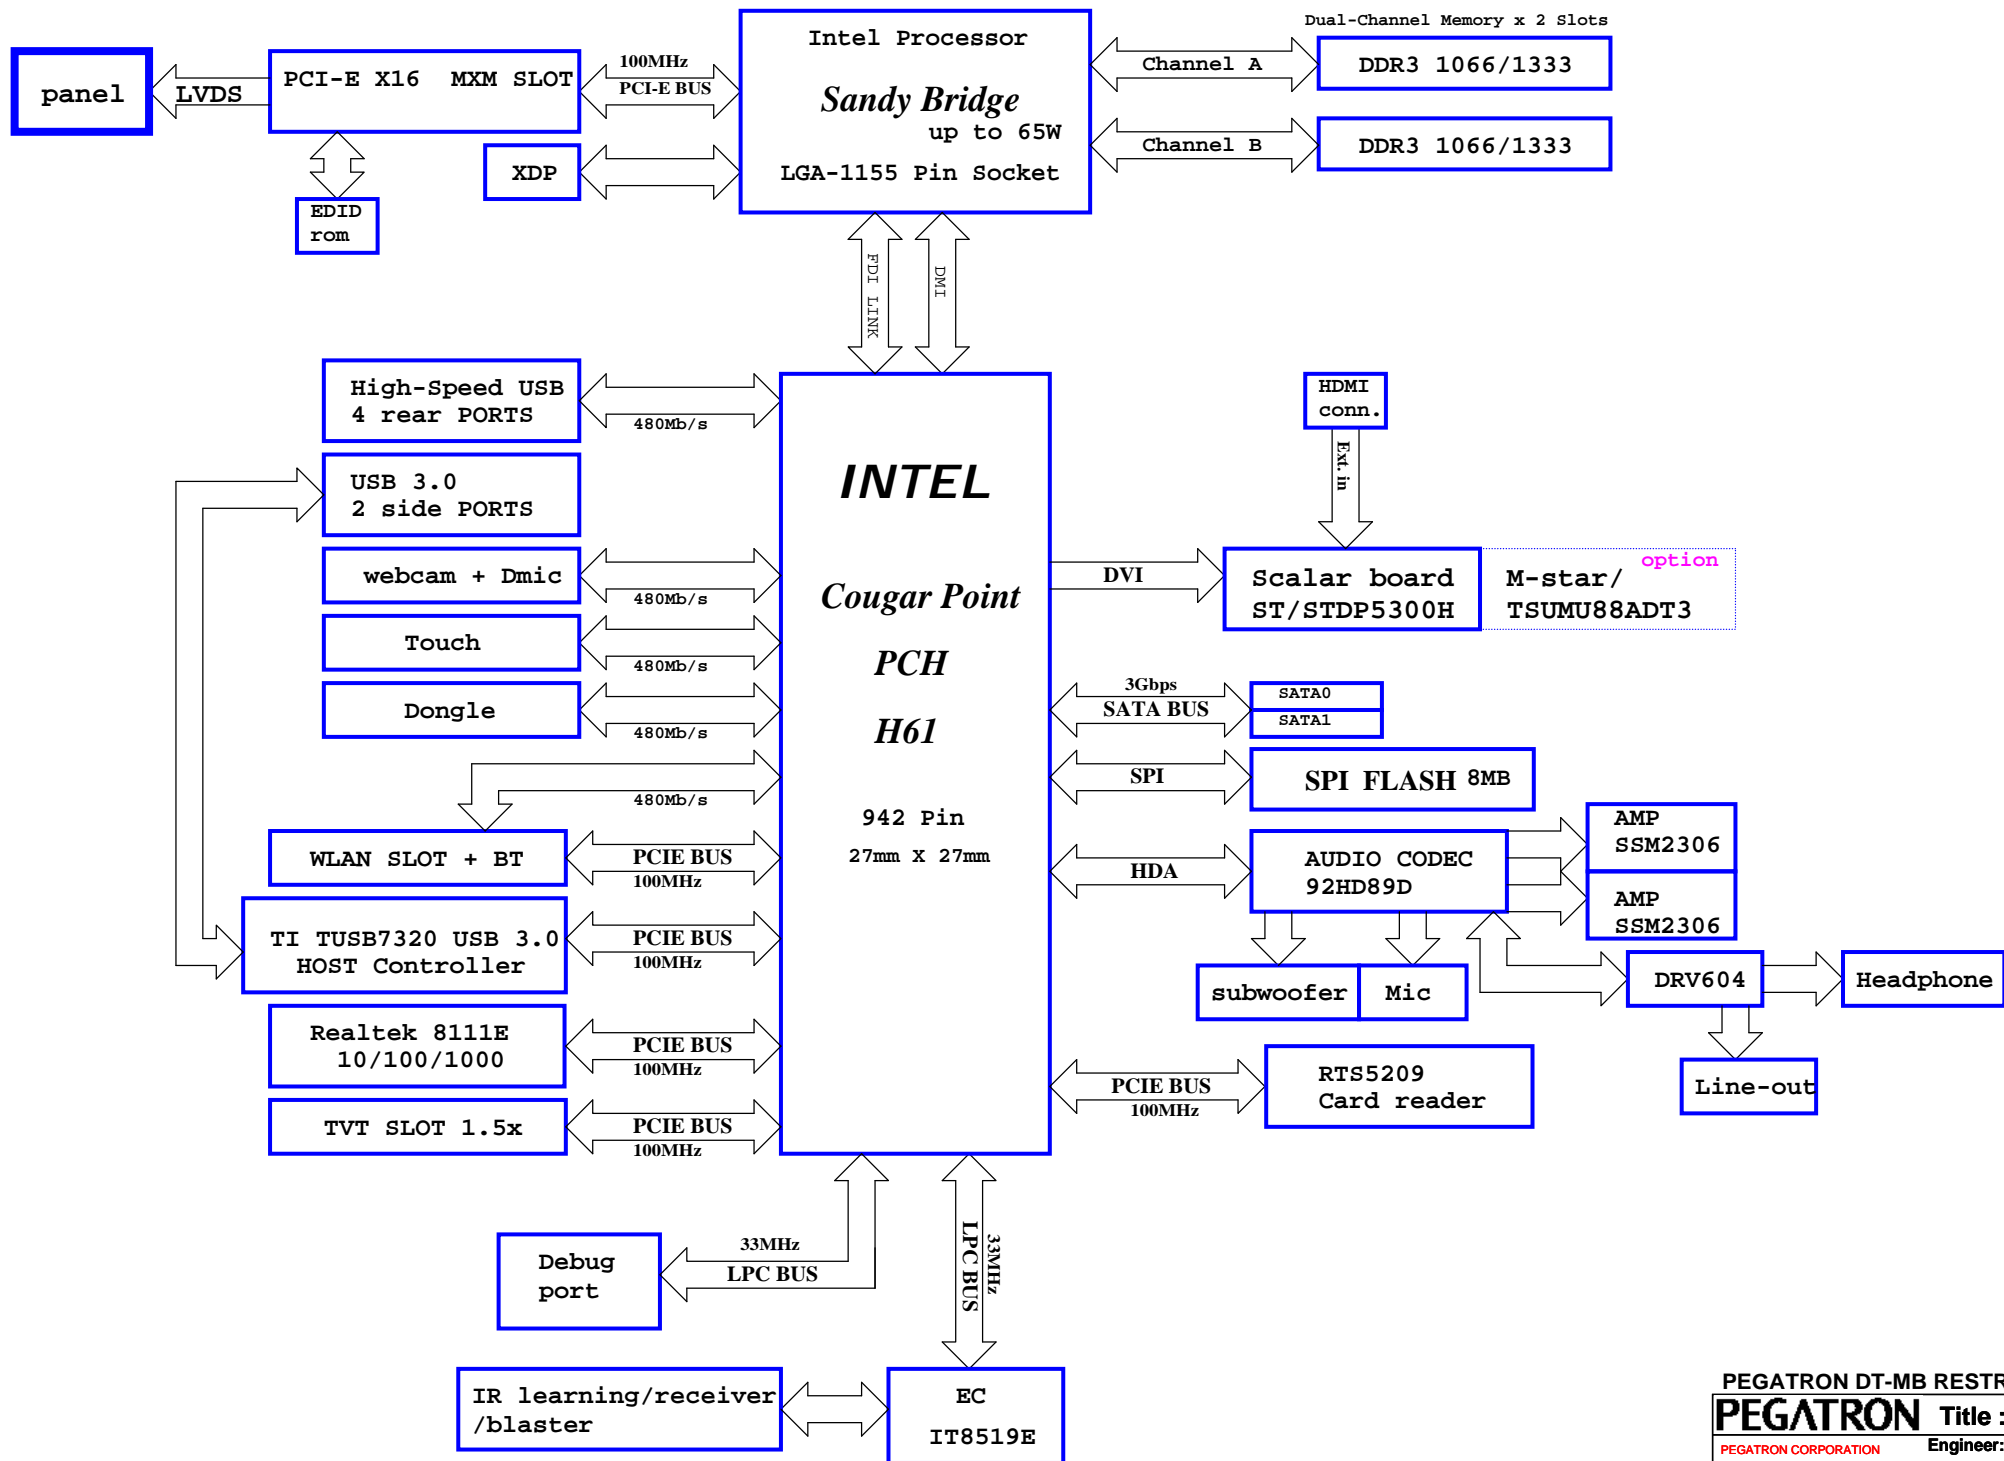 Dual-Channel Memory x 2 Slots
Intel Processor
Sandy Bridge
up to 65W
LGA-1155 Pin Socket
panel
LVDS
PCI-E X16 MXM SLOT
100MHz
PCI-E BUS
Channel A
DDR3 1066/1333
Channel B
DDR3 1066/1333
XDP
EDID
rom
FDI LINK
DMI
High-Speed USB
4 rear PORTS
480Mb/s
USB 3.0
2 side PORTS
webcam + Dmic
480Mb/s
Touch
480Mb/s
Dongle
480Mb/s
480Mb/s
WLAN SLOT + BT
PCIE BUS
100MHz
TI TUSB7320 USB 3.0
HOST Controller
PCIE BUS
100MHz
Realtek 8111E
10/100/1000
PCIE BUS
100MHz
TVT SLOT 1.5x
PCIE BUS
100MHz
INTEL
Cougar Point
PCH
H61
942 Pin
27mm X 27mm
HDMI
conn.
Ext. in
DVI
Scalar board
ST/STDP5300H
option
M-star/
TSUMU88ADT3
3Gbps
SATA BUS
SATA0
SATA1
SPI
SPI FLASH 8MB
HDA
AUDIO CODEC
92HD89D
AMP
SSM2306
AMP
SSM2306
subwoofer
Mic
DRV604
Headphone
Line-out
PCIE BUS
100MHz
RTS5209
Card reader
Debug
port
33MHz
LPC BUS
33MHz
LPC BUS
IR learning/receiver
/blaster
EC
IT8519E
PEGATRON DT-MB RESTR
PEGATRON
Title :
PEGATRON CORPORATION
Engineer: